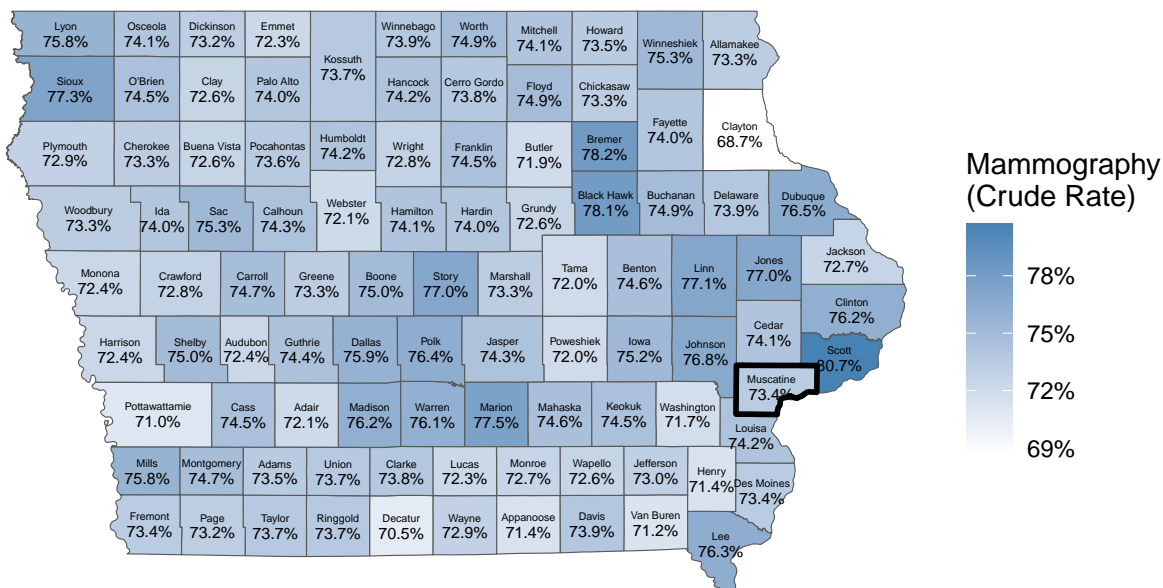 Lyon
75.8%
Osceola
74.1%
Dickinson
73.2%
Emmet
72.3%
Kossuth
73.7%
Winnebago
73.9%
Worth
74.9%
Mitchell
74.1%
Howard
73.5%
Winneshiek
75.3%
Allamakee
73.3%
Sioux
77.3%
O'Brien
74.5%
Clay
72.6%
Palo Alto
74.0%
Hancock
74.2%
Cerro Gordo
73.8%
Floyd
74.9%
Chickasaw
73.3%
Fayette
74.0%
Clayton
68.7%
Plymouth
72.9%
Cherokee
73.3%
Buena Vista
72.6%
Pocahontas
73.6%
Humboldt
74.2%
Wright
72.8%
Franklin
74.5%
Butler
71.9%
Bremer
78.2%
Woodbury
73.3%
Ida
74.0%
Sac
75.3%
Calhoun
74.3%
Webster
72.1%
Hamilton
74.1%
Hardin
74.0%
Grundy
72.6%
Black Hawk
78.1%
Buchanan
74.9%
Delaware
73.9%
Dubuque
76.5%
Monona
72.4%
Crawford
72.8%
Carroll
74.7%
Greene
73.3%
Boone
75.0%
Story
77.0%
Marshall
73.3%
Tama
72.0%
Benton
74.6%
Linn
77.1%
Jones
77.0%
Jackson
72.7%
Clinton
76.2%
Harrison
72.4%
Shelby
75.0%
Audubon
72.4%
Guthrie
74.4%
Dallas
75.9%
Polk
76.4%
Jasper
74.3%
Poweshiek
72.0%
Iowa
75.2%
Johnson
76.8%
Cedar
74.1%
Scott
80.7%
Muscatine
73.4%
Pottawattamie
71.0%
Cass
74.5%
Adair
72.1%
Madison
76.2%
Warren
76.1%
Marion
77.5%
Mahaska
74.6%
Keokuk
74.5%
Washington
71.7%
Louisa
74.2%
Mills
75.8%
Montgomery
74.7%
Adams
73.5%
Union
73.7%
Clarke
73.8%
Lucas
72.3%
Monroe
72.7%
Wapello
72.6%
Jefferson
73.0%
Henry
71.4%
Des Moines
73.4%
Fremont
73.4%
Page
73.2%
Taylor
73.7%
Ringgold
73.7%
Decatur
70.5%
Wayne
72.9%
Appanoose
71.4%
Davis
73.9%
Van Buren
71.2%
Lee
76.3%
Mammography
(Crude Rate)
78%
75%
72%
69%